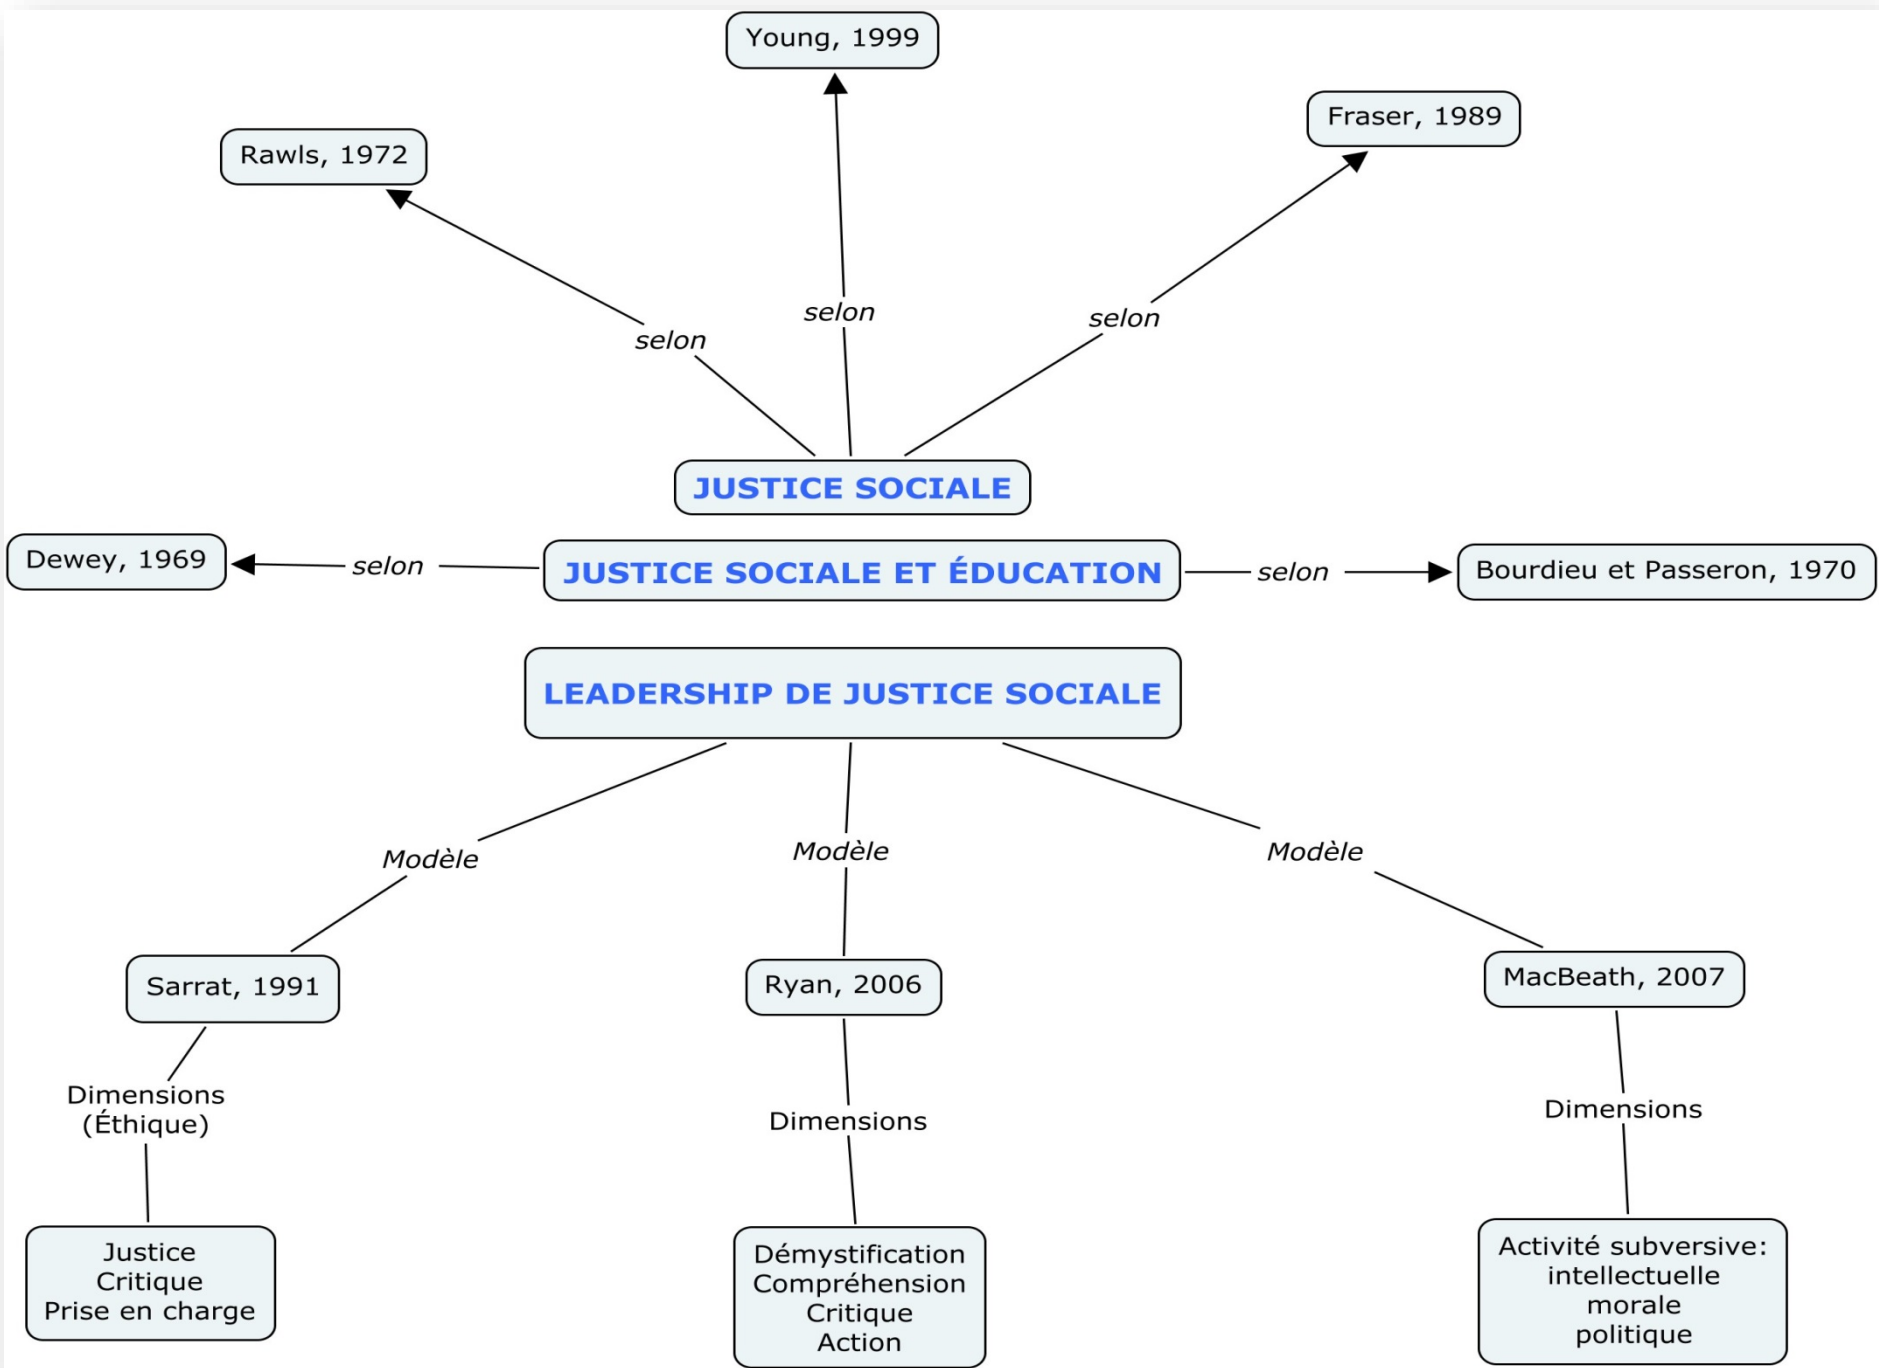 Young, 1999
Fraser, 1989
Rawls, 1972
selon
selon
selon
JUSTICE SOCIALE
Dewey, 1969
selon
JUSTICE SOCIALE ET ÉDUCATION
selon
Bourdieu et Passeron, 1970
LEADERSHIP DE JUSTICE SOCIALE
Modèle
Modèle
Modèle
Sarrat, 1991
Ryan, 2006
MacBeath, 2007
Dimensions
(Éthique)
Dimensions
Dimensions
Justice
Critique
Prise en charge
Démystification
Compréhension
Critique
Action
Activité subversive:
intellectuelle
morale
politique